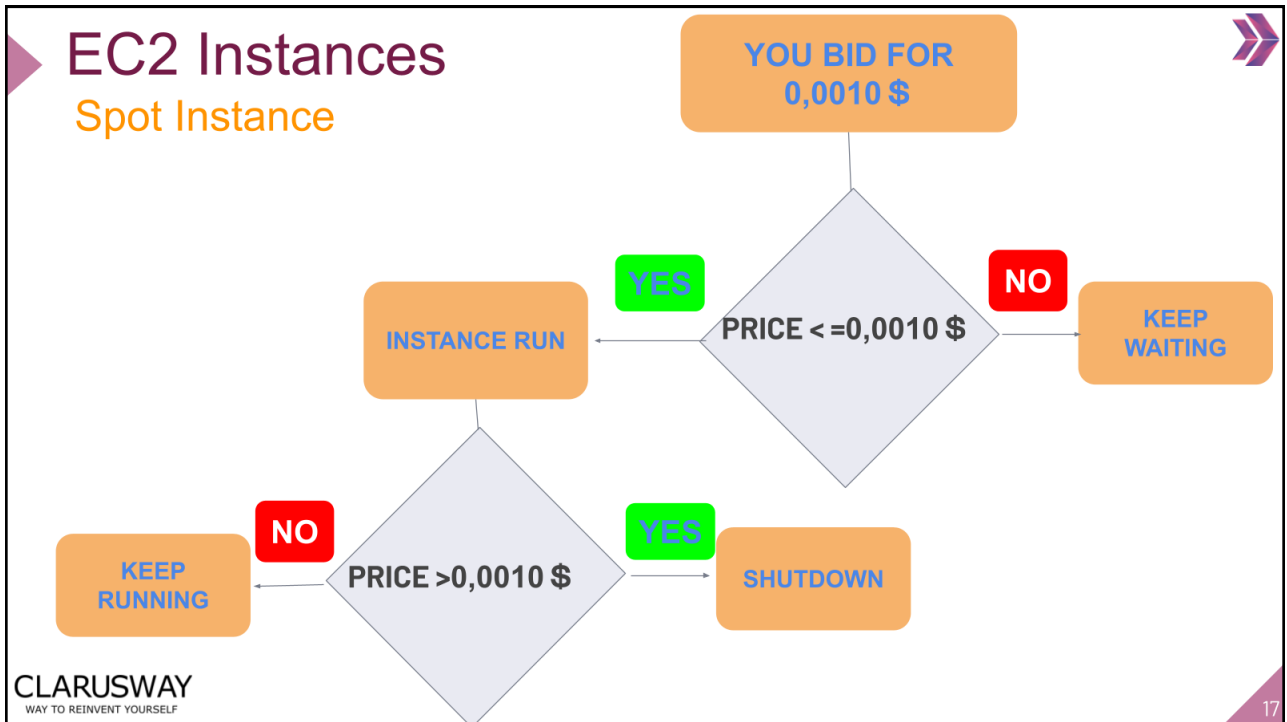 EC2 Instances
Spot Instance
YOU BID FOR
0,0010 $
YES
NO
INSTANCE RUN
PRICE < =0,0010 $
KEEP
WAITING
NO
YES
KEEP
RUNNING
PRICE >0,0010 $
SHUTDOWN
CLARUSWAY
WAY TO REINVENT YOURSELF
17